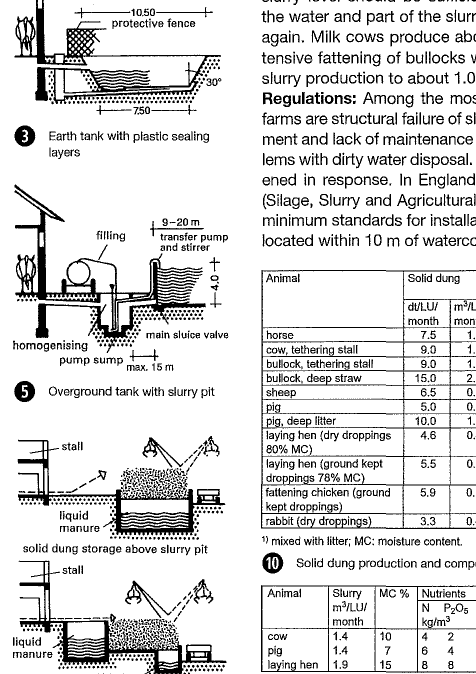 10.50
protective fence
30°
7.50
3 Earth tank with plastic sealing
layers
9–20 m
filling
transfer pump
and stirrer
4.0
main sluice valve
homogenising
pump sump
max. 15 m
5 Overground tank with slurry pit
stall
liquid
manure
solid dung storage above slurry pit
stall
liquid
manure
the water and part of the slurr
again. Milk cows produce abo
tensive fattening of bullocks w
slurry production to about 1.0
Regulations: Among the mos
farms are structural failure of sl
ment and lack of maintenance
lems with dirty water disposal.
ened in response. In England
(Silage, Slurry and Agricultural
minimum standards for installa
located within 10 m of waterco
Animal Solid dung
dt/LU/ m³/L
month mon
horse 7.5 1.
cow, tethering stall 9.0 1.
bullock, tethering stall 9.0 1.
bullock, deep straw 15.0 2.
sheep 6.5 0.
pig 5.0 0.
pig, deep litter 10.0 1.
laying hen (dry droppings 4.6 0.
80% MC)
laying hen (ground kept 5.5 0.
droppings 78% MC)
fattening chicken (ground 5.9 0.
kept droppings)
rabbit (dry droppings) 3.3 0.
¹⁾ mixed with litter; MC: moisture content.
10 Solid dung production and compo
Animal Slurry MC % Nutrients
m³/LU/ N P₂O₅
month kg/m³
cow 1.4 10 4 2
pig 1.4 7 6 4
laying hen 1.9 15 8 8